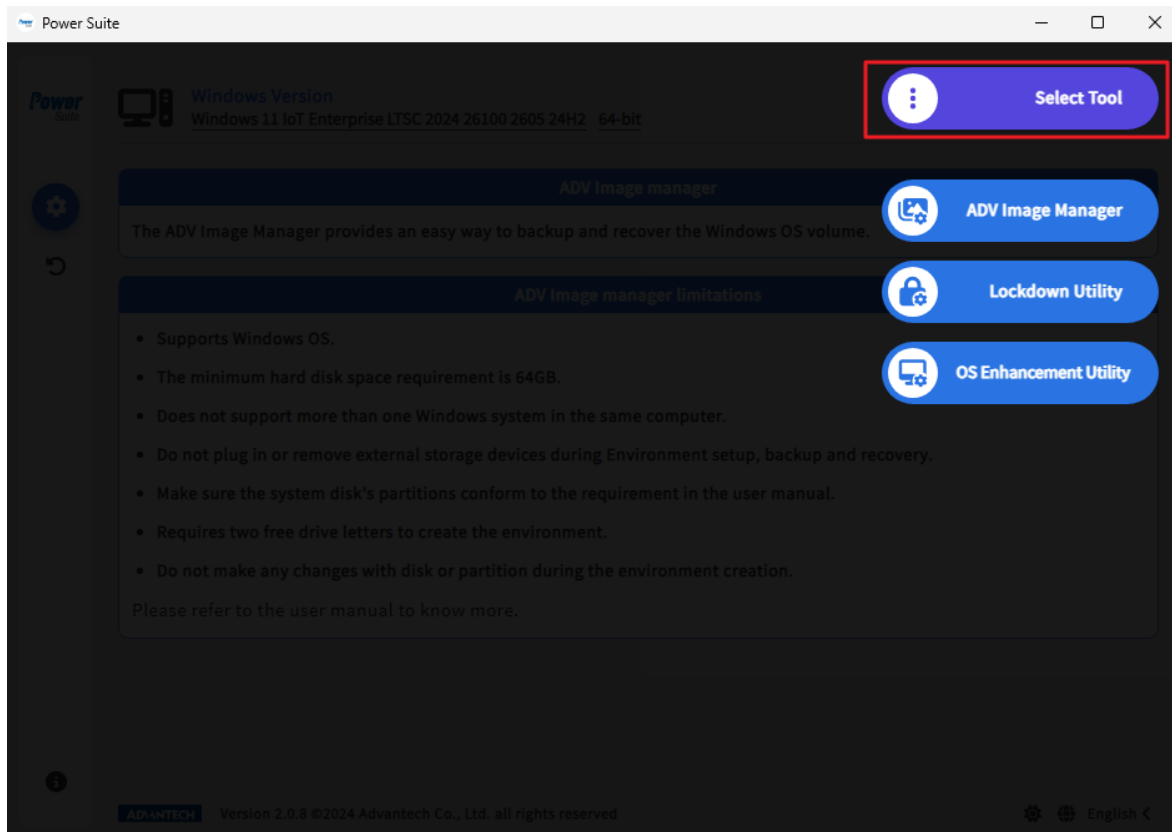 Power Suite
Power
Suite
Windows Version
Windows 11 IoT Enterprise LTSC 2024 26100 2605 24H2 64-bit
Select Tool
ADV Image manager
The ADV Image Manager provides an easy way to backup and recover the Windows OS volume.
ADV Image Manager
ADV Image manager limitations
Lockdown Utility
• Supports Windows OS.
• The minimum hard disk space requirement is 64GB.
OS Enhancement Utility
• Does not support more than one Windows system in the same computer.
• Do not plug in or remove external storage devices during Environment setup, backup and recovery.
• Make sure the system disk's partitions conform to the requirement in the user manual.
• Requires two free drive letters to create the environment.
• Do not make any changes with disk or partition during the environment creation.
Please refer to the user manual to know more.
ADVANTECH Version 2.0.8 ©2024 Advantech Co., Ltd. all rights reserved English